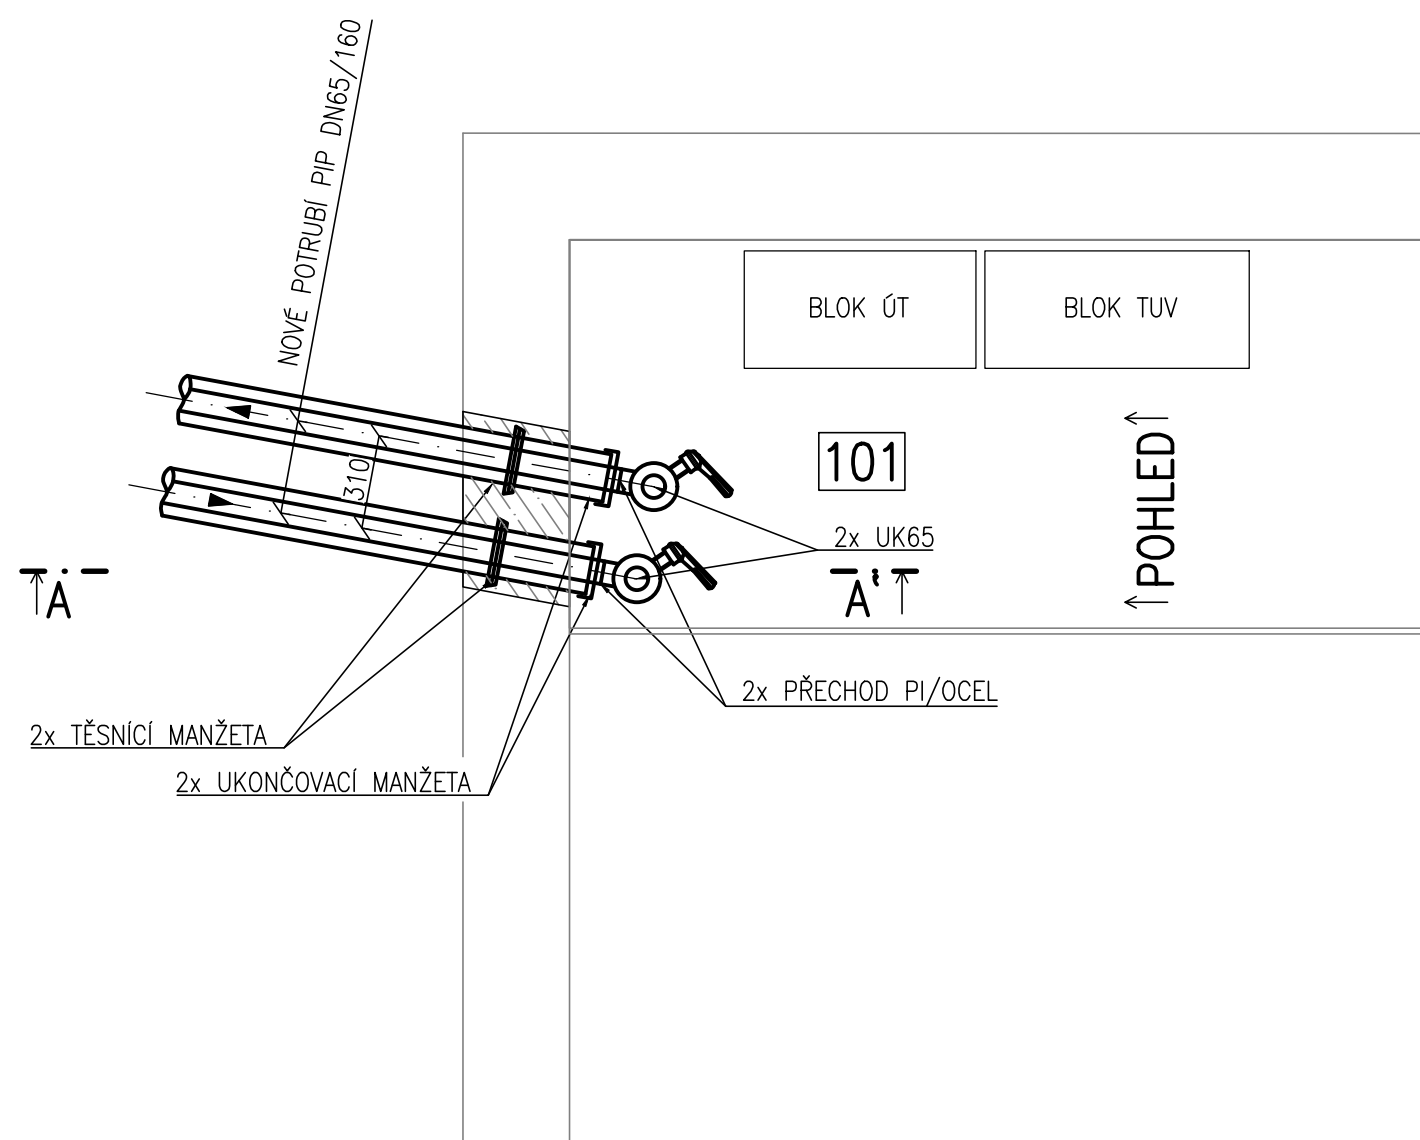 NOVÉ POTRUBÍ PIP DN65/160
BLOK ÚT
BLOK TUV
310
101
POHLED
2x UK65
A
A'
2x PŘECHOD PI/OCEL
2x TĚSNÍCÍ MANŽETA
2x UKONČOVACÍ MANŽETA